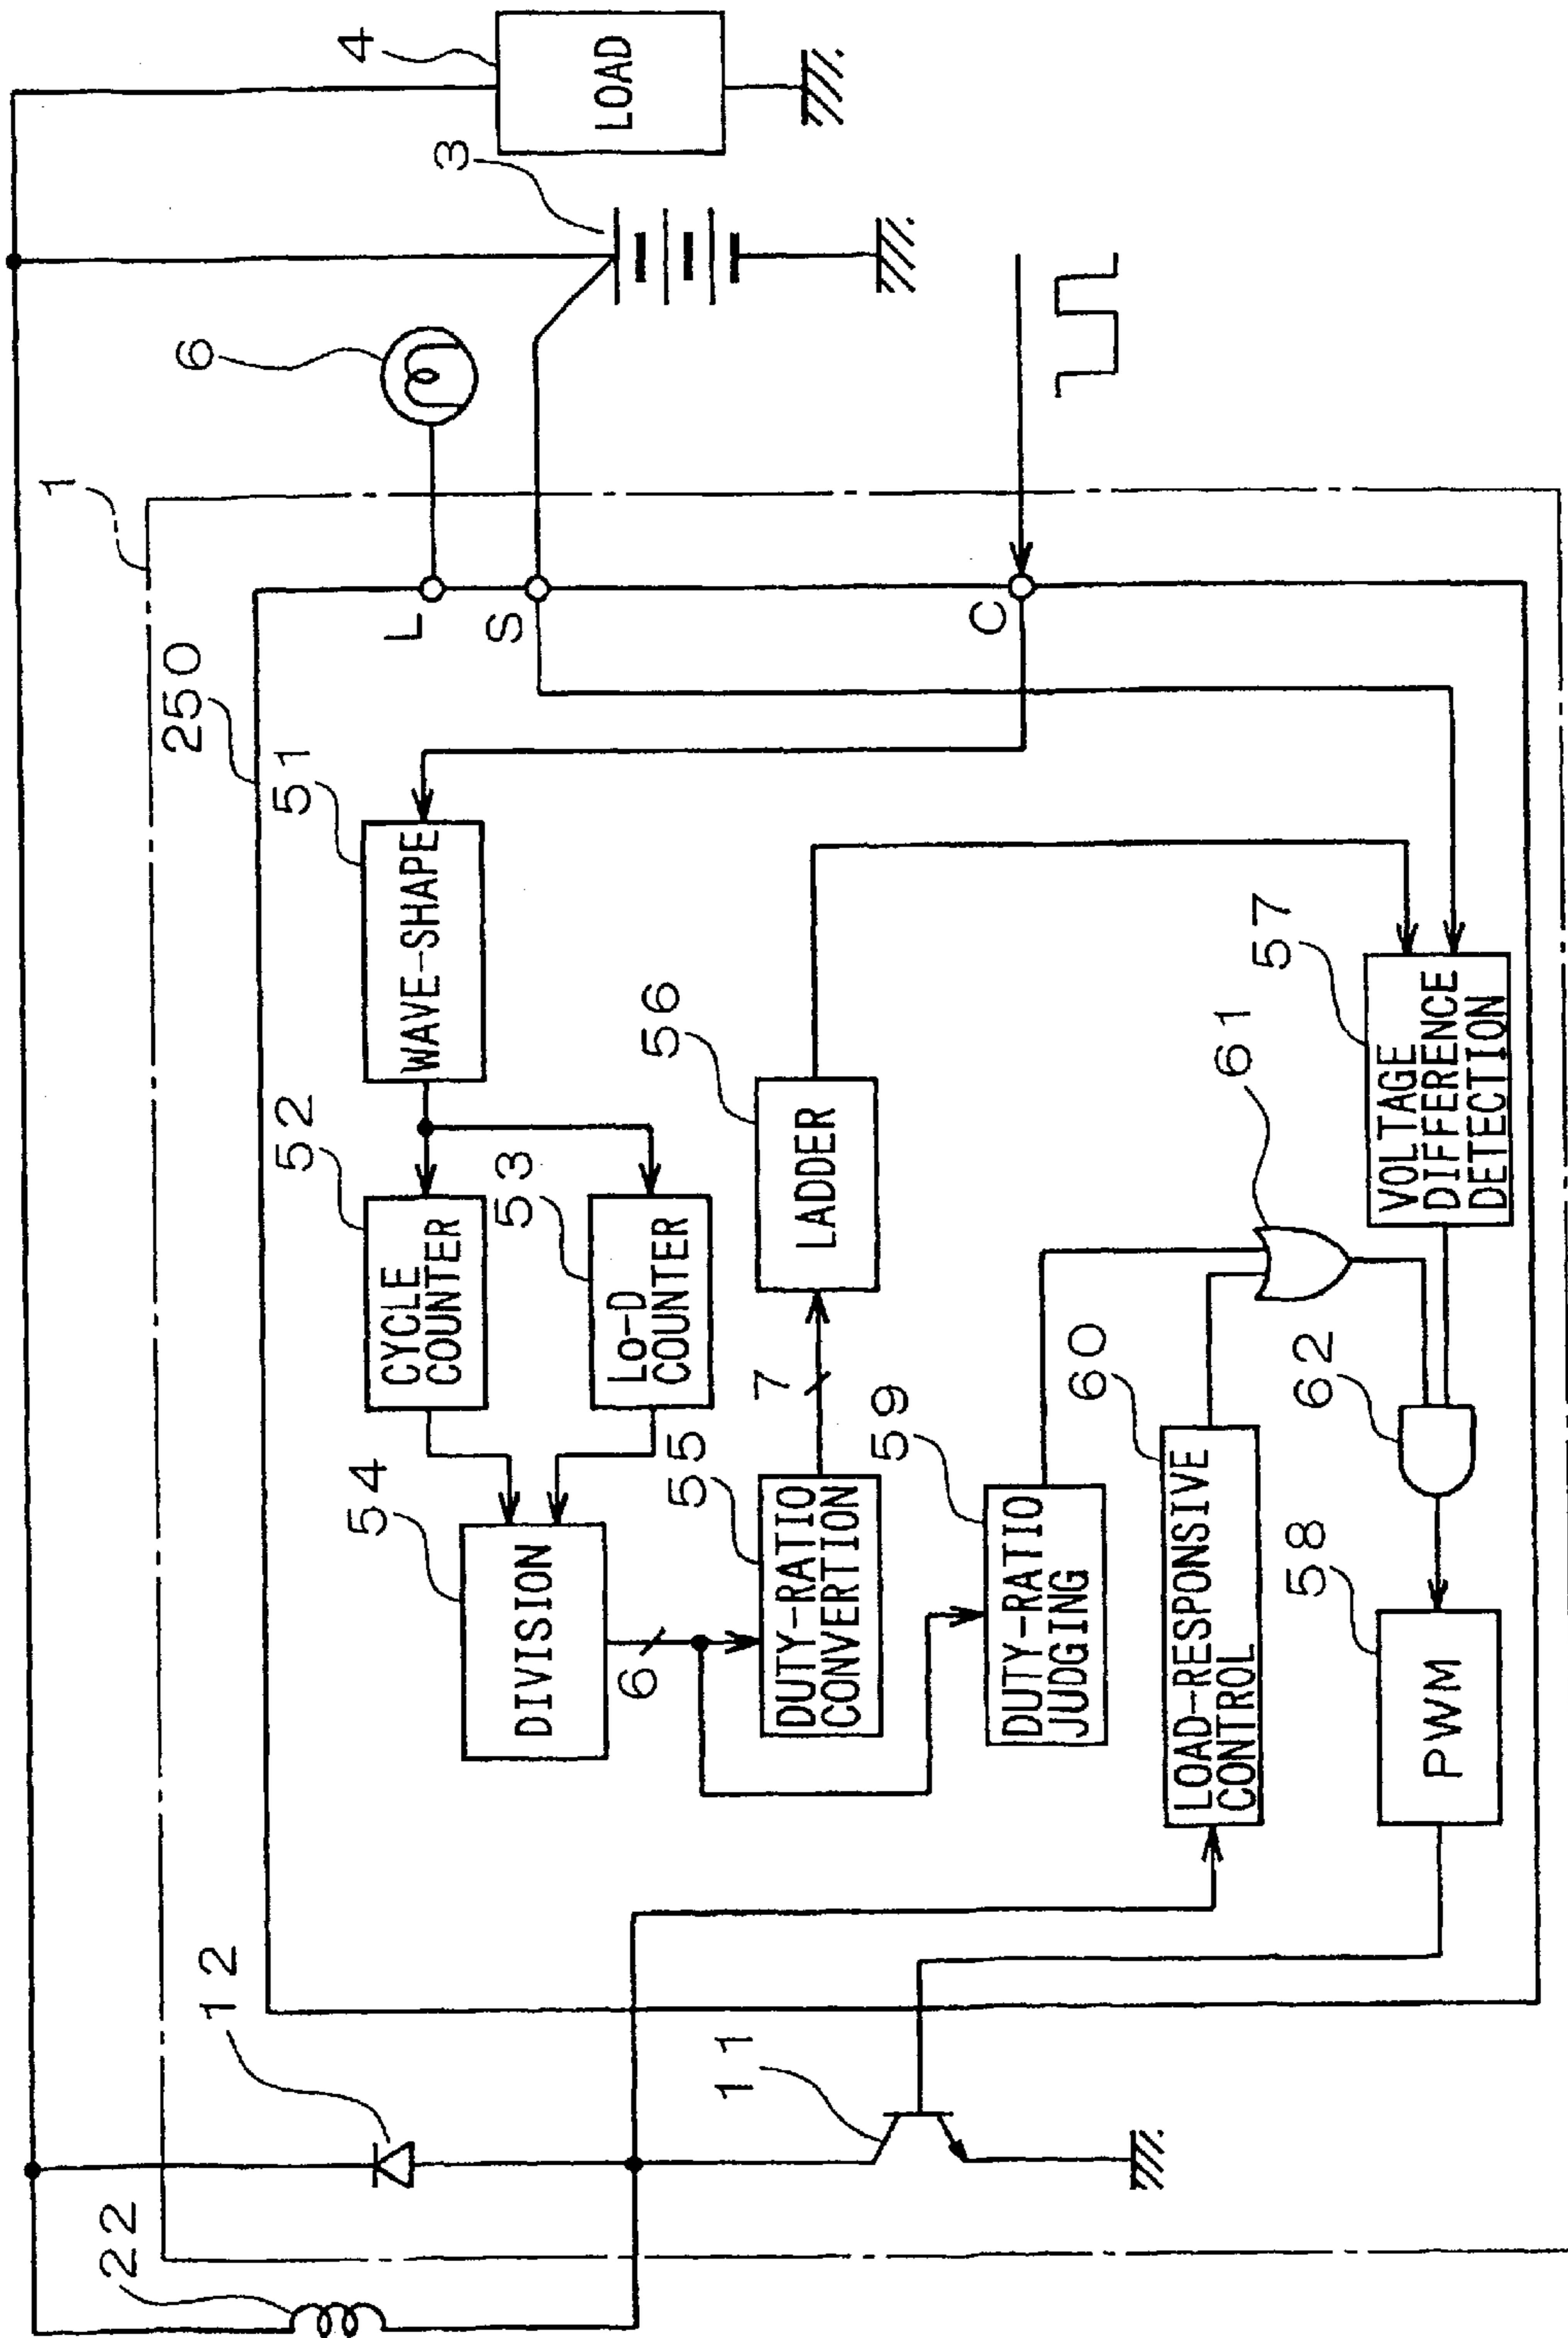 22
12
11
1
250
L
S
C
6
3
4
LOAD
54
DIVISION
6
52
CYCLE
COUNTER
53
Lo-D
COUNTER
51
WAVE-SHAPE
55
DUTY-RATIO
CONVERTION
7
56
LADDER
59
DUTY-RATIO
JUDGING
60
LOAD-RESPONSIVE
CONTROL
61
58
PWM
62
57
VOLTAGE
DIFFERENCE
DETECTION